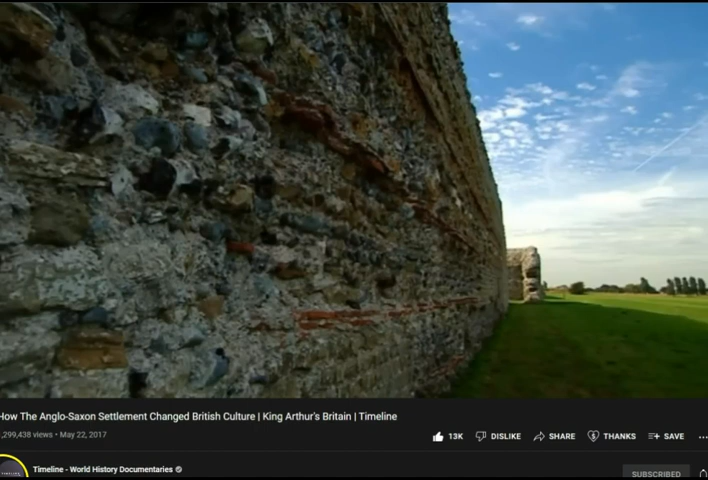 How The Anglo-Saxon Settlement Changed British Culture | King Arthur's Britain | Timeline
,299,438 views • May 22, 2017
13K DISLIKE SHARE THANKS SAVE ...
Timeline - World History Documentaries
SUBSCRIBED